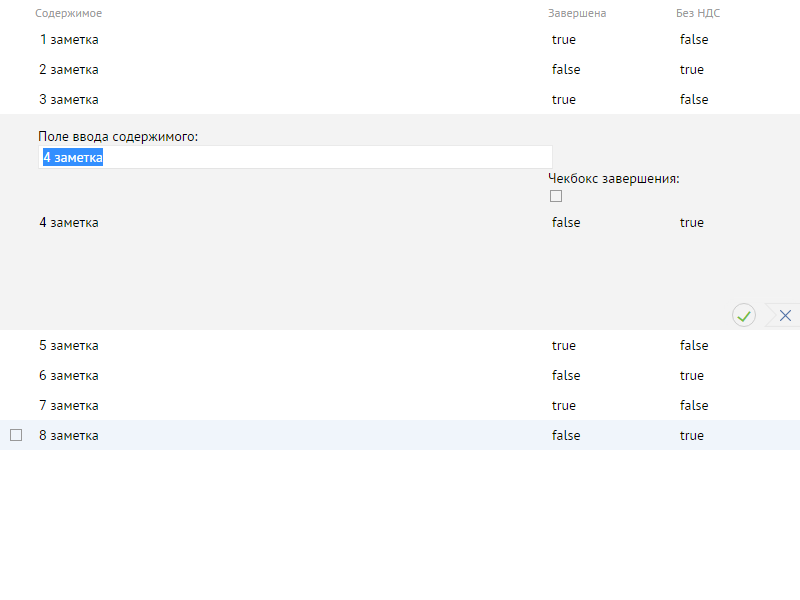 Содержимое Завершена Без НДС
1 заметка true false
2 заметка false true
3 заметка true false
Поле ввода содержимого:
4 заметка
Чекбокс завершения:
4 заметка false true
5 заметка true false
6 заметка false true
7 заметка true false
8 заметка false true